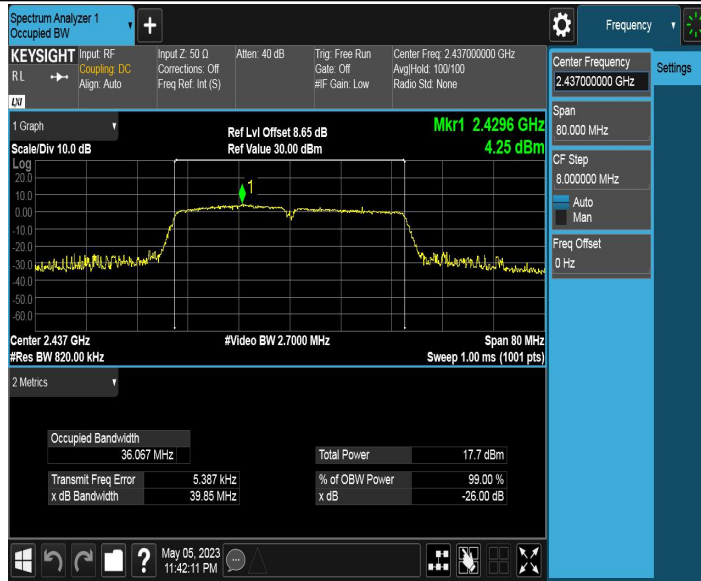 Spectrum Analyzer 1
Occupied BW
Frequency
KEYSIGHT
RL
LXI
Input: RF
Coupling: DC
Align: Auto
Input Z: 50 Ω
Corrections: Off
Freq Ref: Int (S)
Atten: 40 dB
Trig: Free Run
Gate: Off
#IF Gain: Low
Center Freq: 2.437000000 GHz
Avg|Hold: 100/100
Radio Std: None
Center Frequency
2.437000000 GHz
Settings
Span
80.000 MHz
CF Step
8.000000 MHz
Auto
Man
Freq Offset
0 Hz
1 Graph
Scale/Div 10.0 dB
Ref Lvl Offset 8.65 dB
Ref Value 30.00 dBm
Mkr1 2.4296 GHz
4.25 dBm
Log
20.0
10.0
0.00
-10.0
-20.0
-30.0
-40.0
-50.0
-60.0
1
Center 2.437 GHz
#Res BW 820.00 kHz
#Video BW 2.7000 MHz
Span 80 MHz
Sweep 1.00 ms (1001 pts)
2 Metrics
Occupied Bandwidth
36.067 MHz
Transmit Freq Error 5.387 kHz
x dB Bandwidth 39.85 MHz
Total Power 17.7 dBm
% of OBW Power 99.00 %
x dB -26.00 dB
?
May 05, 2023
11:42:11 PM